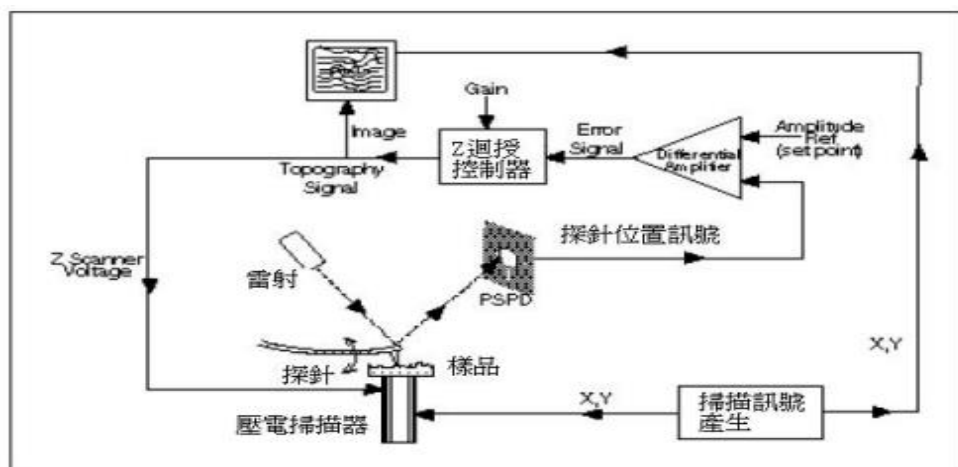 Gain
Image
Z迴授
控制器
Error
Signal
Amplitude
Ref.
(set point)
Differential
Amplifier
Topography
Signal
Z Scanner
Voltage
雷射
探針位置訊號
PSPD
X,Y
探針
樣品
X,Y
掃描訊號
產生
壓電掃描器